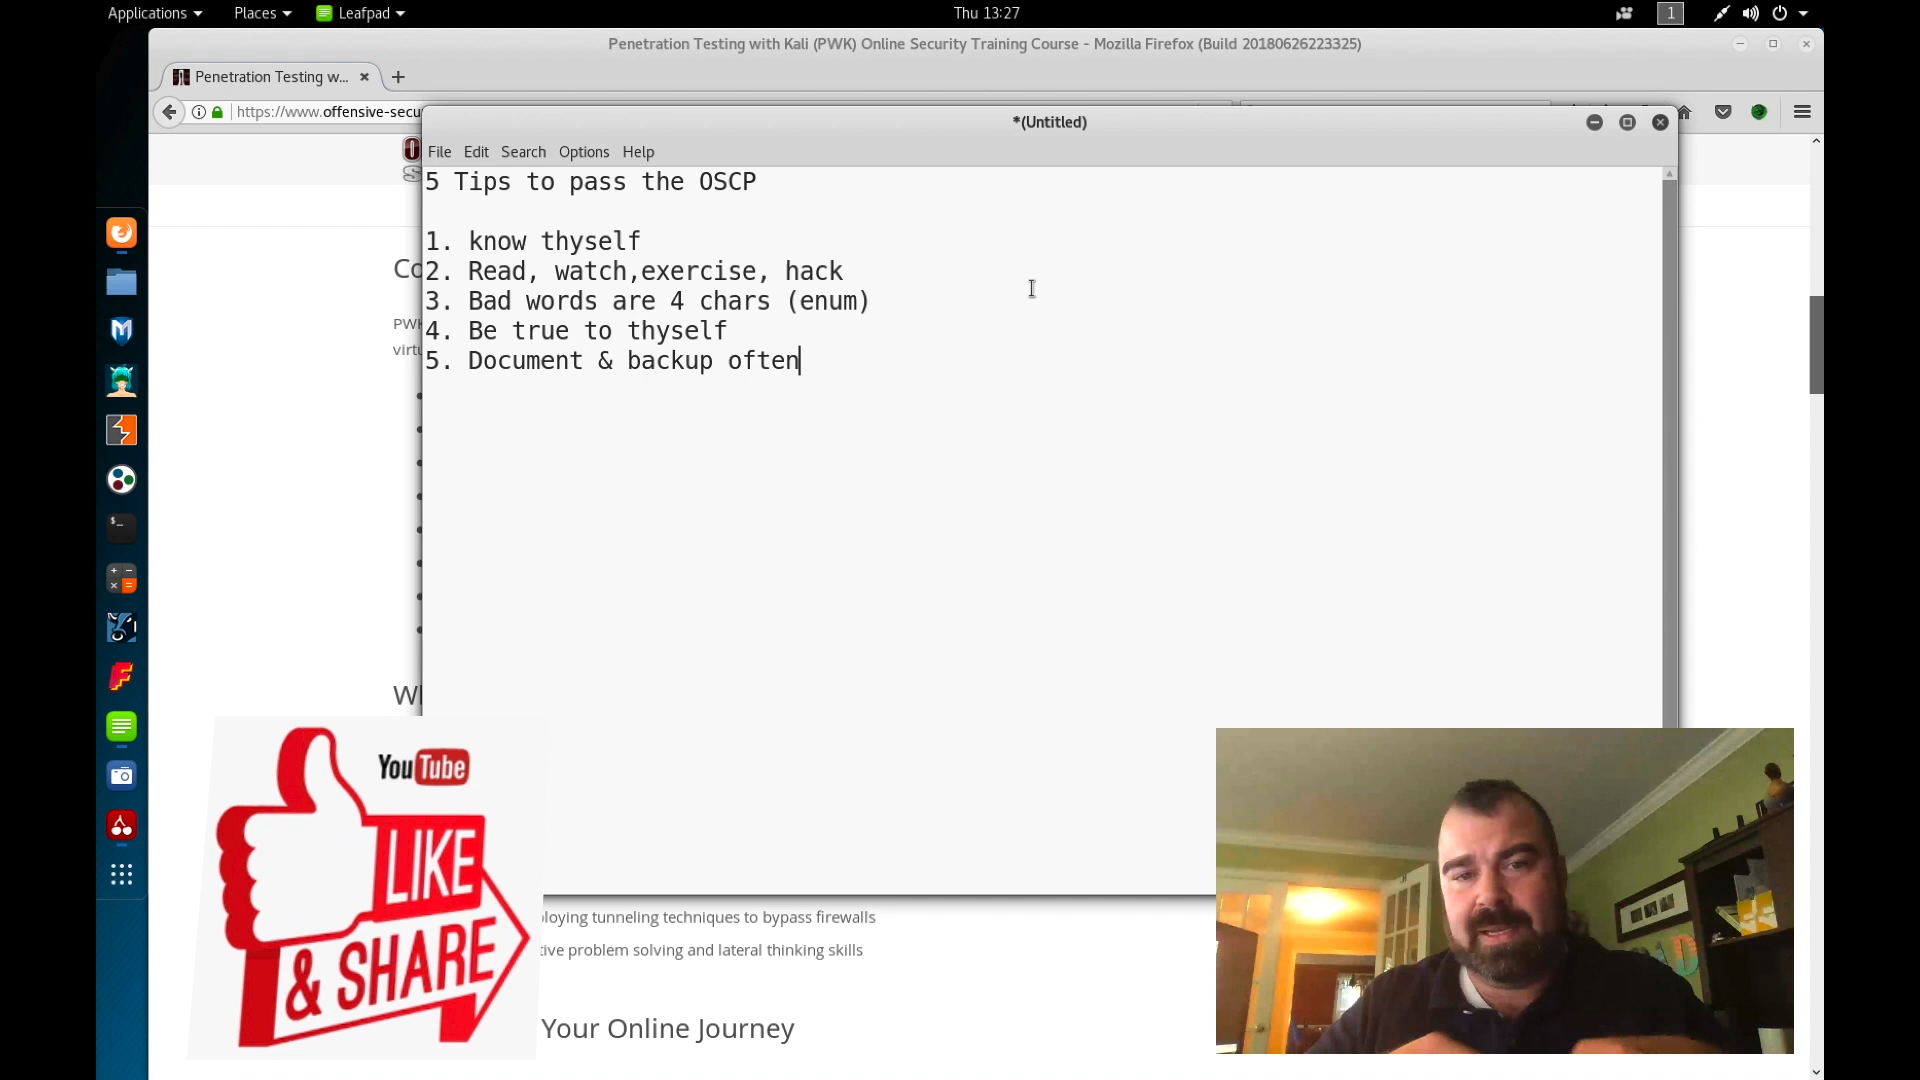 Applications
Places
Leafpad
Thu 13:27
1
Penetration Testing with Kali (PWK) Online Security Training Course - Mozilla Firefox (Build 20180626223325)
Penetration Testing w...
https://www.offensive-secu
*(Untitled)
File Edit Search Options Help
5 Tips to pass the OSCP
1. know thyself
2. Read, watch,exercise, hack
3. Bad words are 4 chars (enum)
4. Be true to thyself
5. Document & backup often
Co
PWK
virtu
Wh
YouTube
LIKE
& SHARE
ploying tunneling techniques to bypass firewalls
tive problem solving and lateral thinking skills
Your Online Journey